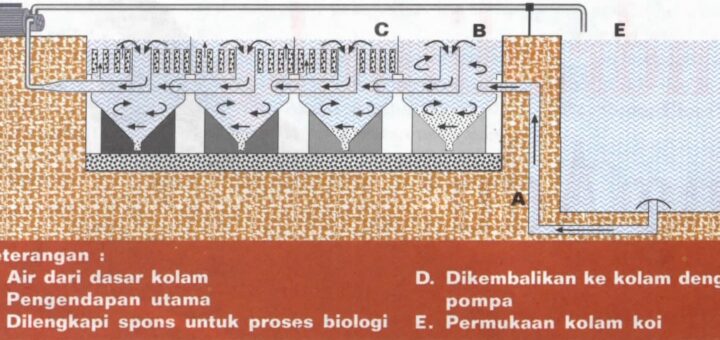 C
B
E
A
eterangan :
Air dari dasar kolam
Pengendapan utama
Dilengkapi spons untuk proses biologi
D. Dikembalikan ke kolam deng
pompa
E. Permukaan kolam koi